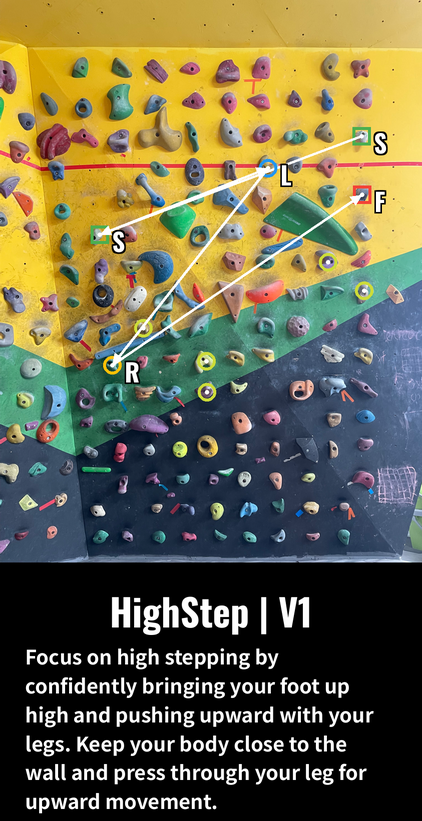 S
L
F
S
R
HighStep | V1
Focus on high stepping by
confidently bringing your foot up
high and pushing upward with your
legs. Keep your body close to the
wall and press through your leg for
upward movement.